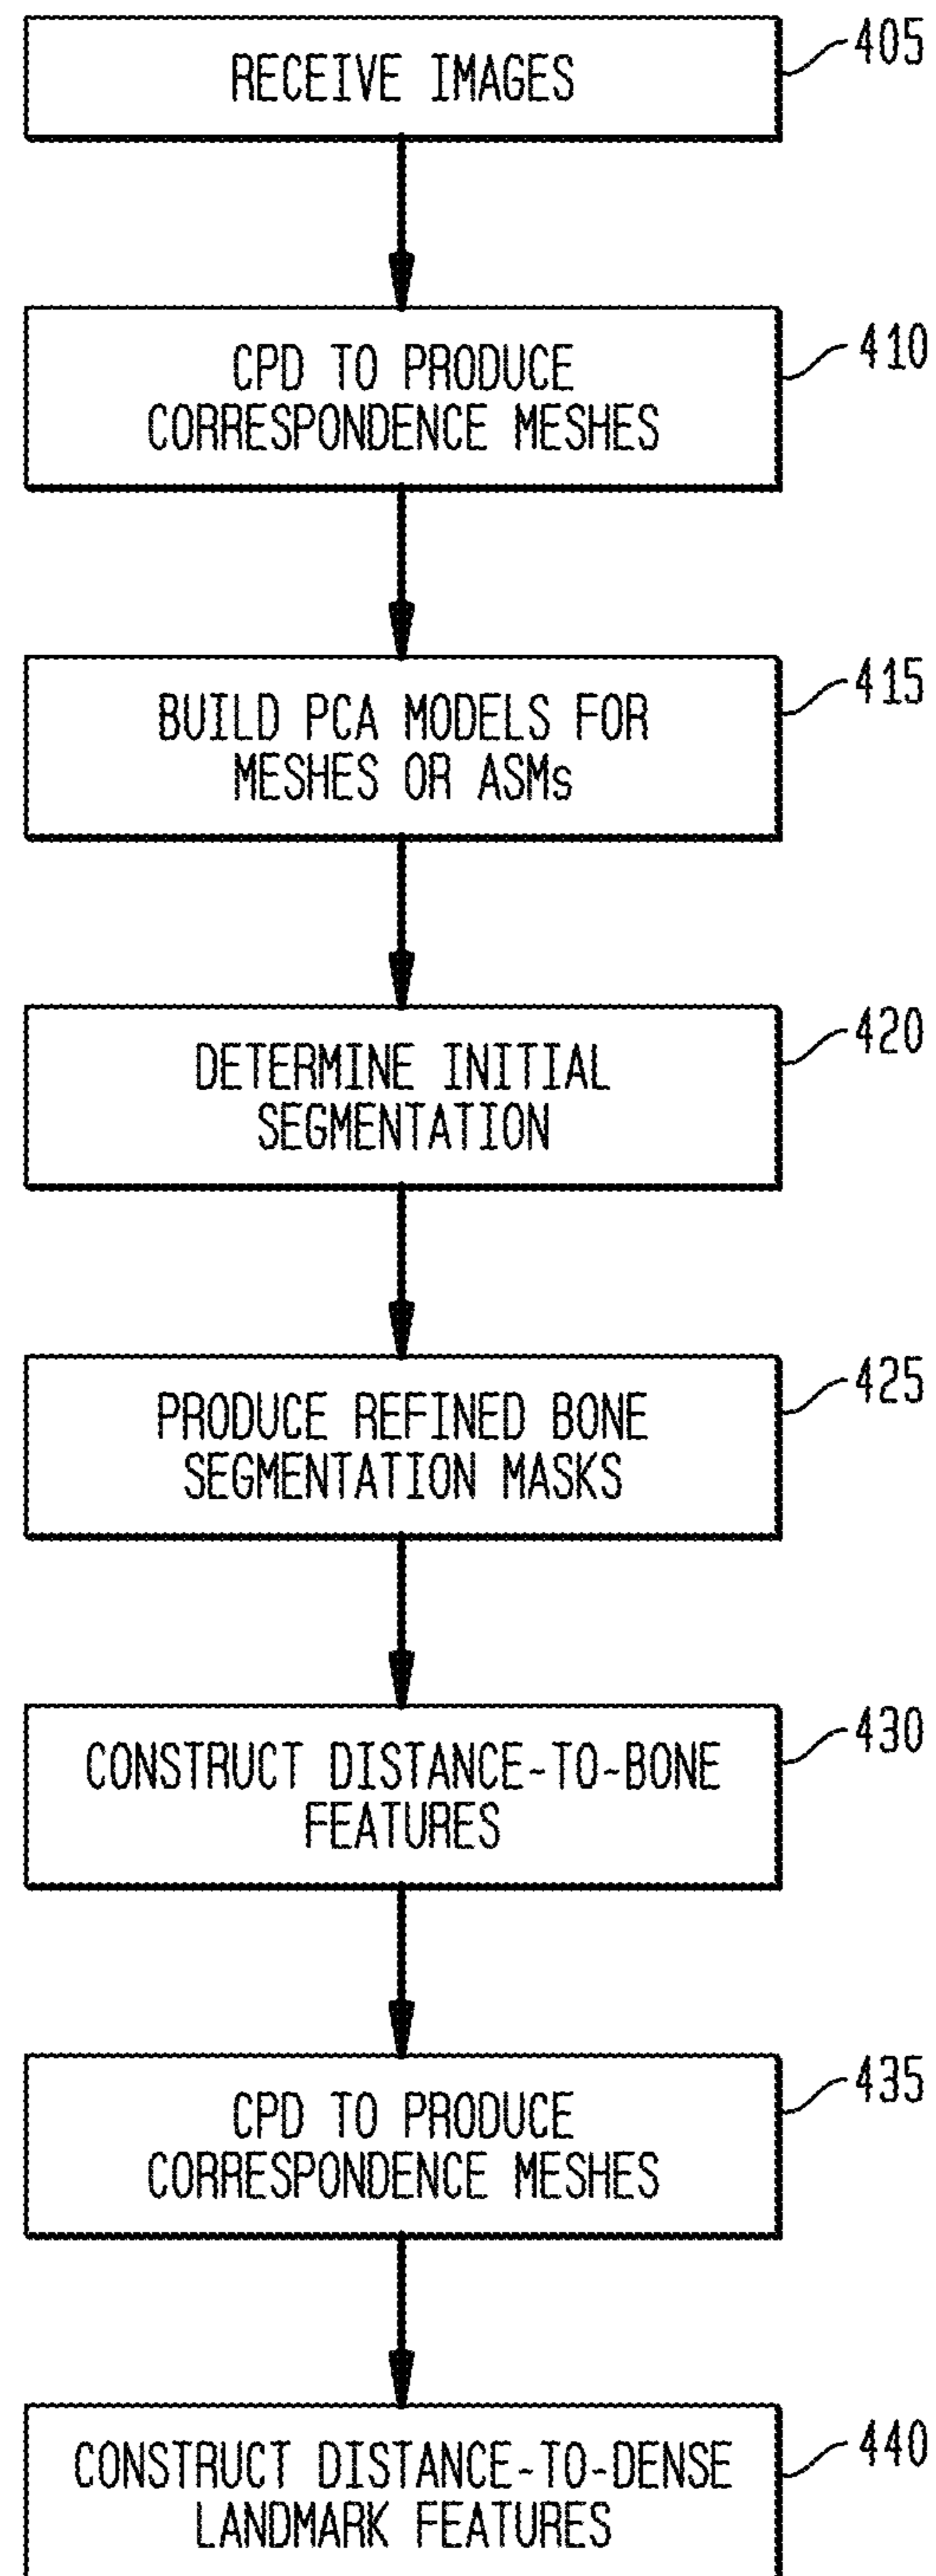 RECEIVE IMAGES
405
CPD TO PRODUCE
CORRESPONDENCE MESHES
410
BUILD PCA MODELS FOR
MESHES OR ASMs
415
DETERMINE INITIAL
SEGMENTATION
420
PRODUCE REFINED BONE
SEGMENTATION MASKS
425
CONSTRUCT DISTANCE-TO-BONE
FEATURES
430
CPD TO PRODUCE
CORRESPONDENCE MESHES
435
CONSTRUCT DISTANCE-TO-DENSE
LANDMARK FEATURES
440